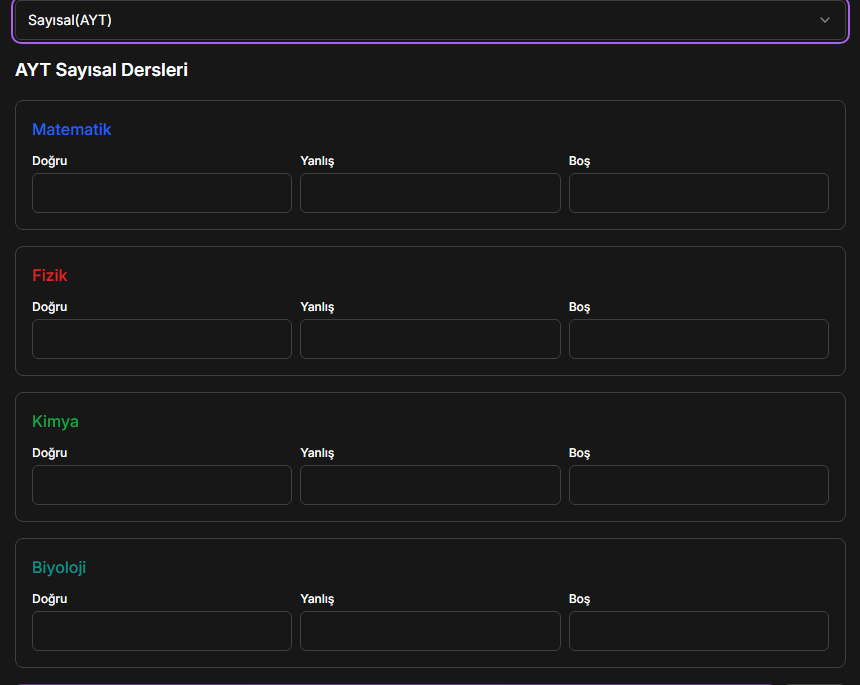 Sayısal(AYT)
AYT Sayısal Dersleri
Matematik
Doğru Yanlış Boş
Fizik
Doğru Yanlış Boş
Kimya
Doğru Yanlış Boş
Biyoloji
Doğru Yanlış Boş